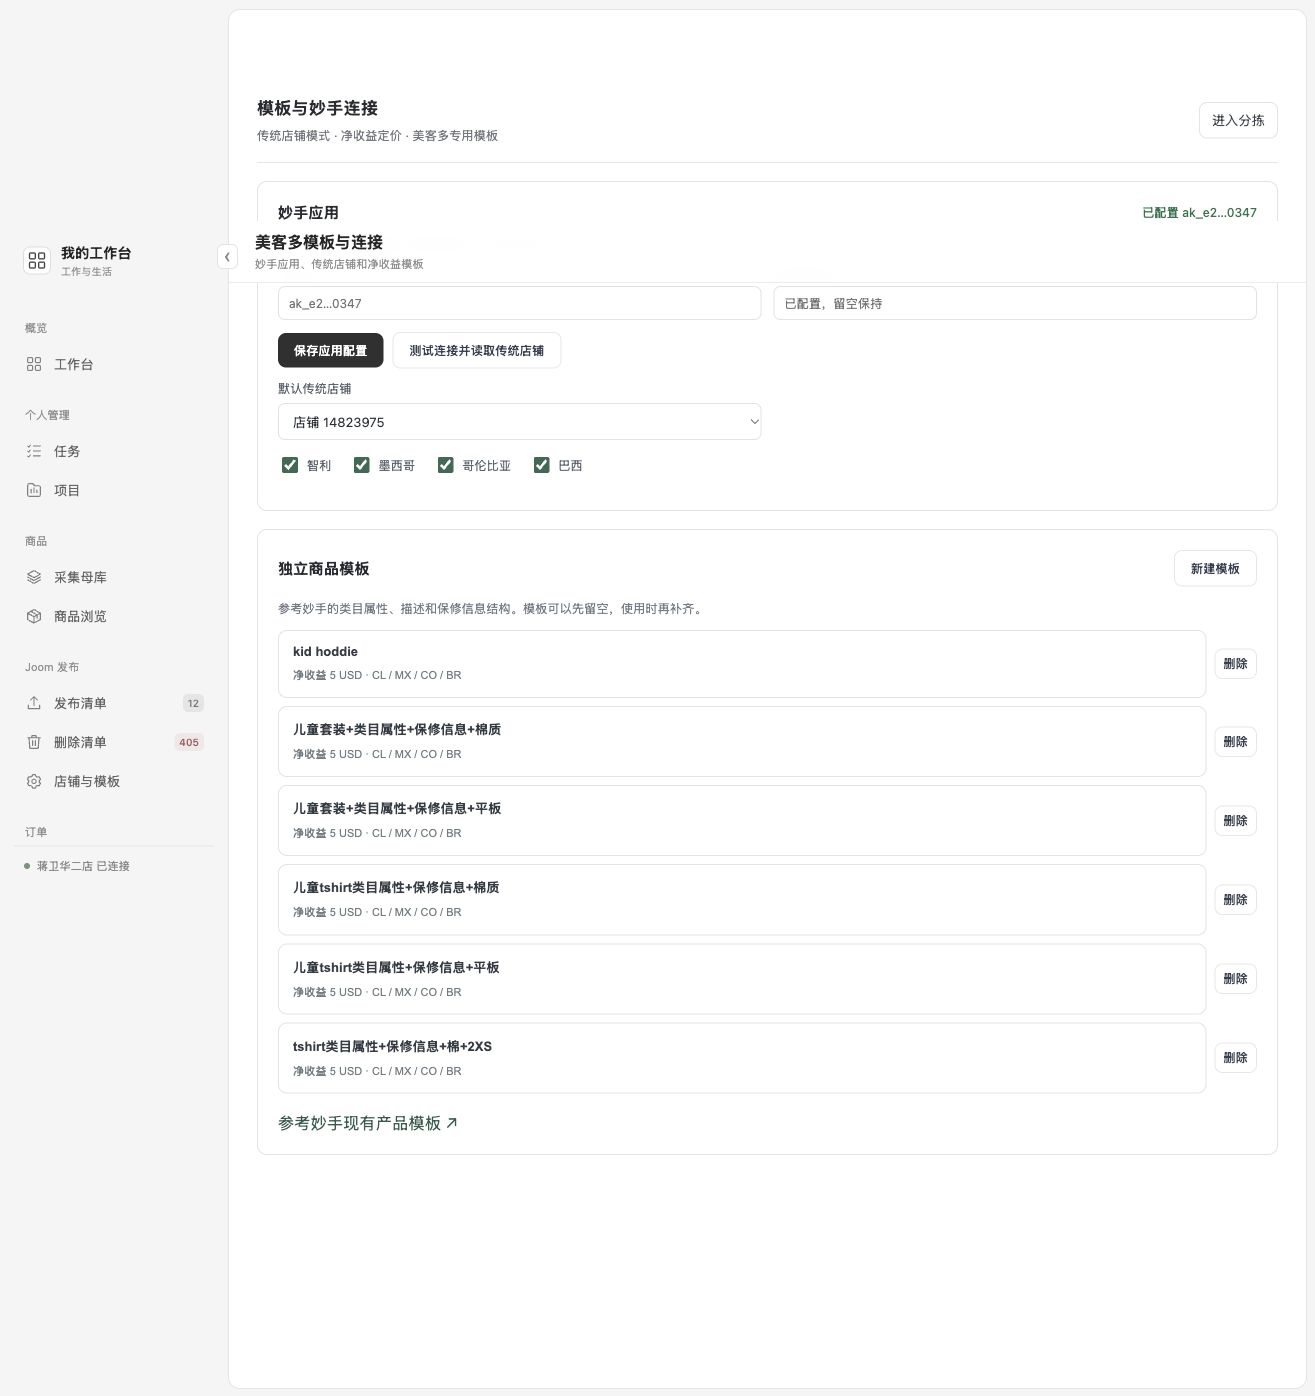 我的工作台
工作与生活
概览
工作台
个人管理
任务
项目
商品
采集母库
商品浏览
Joom 发布
发布清单 12
删除清单 405
店铺与模板
订单
蒋卫华二店 已连接
模板与妙手连接
传统店铺模式 · 净收益定价 · 美客多专用模板
进入分拣
妙手应用
已配置 ak_e2...0347
美客多模板与连接
妙手应用、传统店铺和净收益模板
ak_e2...0347
已配置，留空保持
保存应用配置
测试连接并读取传统店铺
默认传统店铺
店铺 14823975
智利 墨西哥 哥伦比亚 巴西
独立商品模板
新建模板
参考妙手的类目属性、描述和保修信息结构。模板可以先留空，使用时再补齐。
kid hoddie
净收益 5 USD · CL / MX / CO / BR
删除
儿童套装+类目属性+保修信息+棉质
净收益 5 USD · CL / MX / CO / BR
删除
儿童套装+类目属性+保修信息+平板
净收益 5 USD · CL / MX / CO / BR
删除
儿童tshirt类目属性+保修信息+棉质
净收益 5 USD · CL / MX / CO / BR
删除
儿童tshirt类目属性+保修信息+平板
净收益 5 USD · CL / MX / CO / BR
删除
tshirt类目属性+保修信息+棉+2XS
净收益 5 USD · CL / MX / CO / BR
删除
参考妙手现有产品模板 ↗